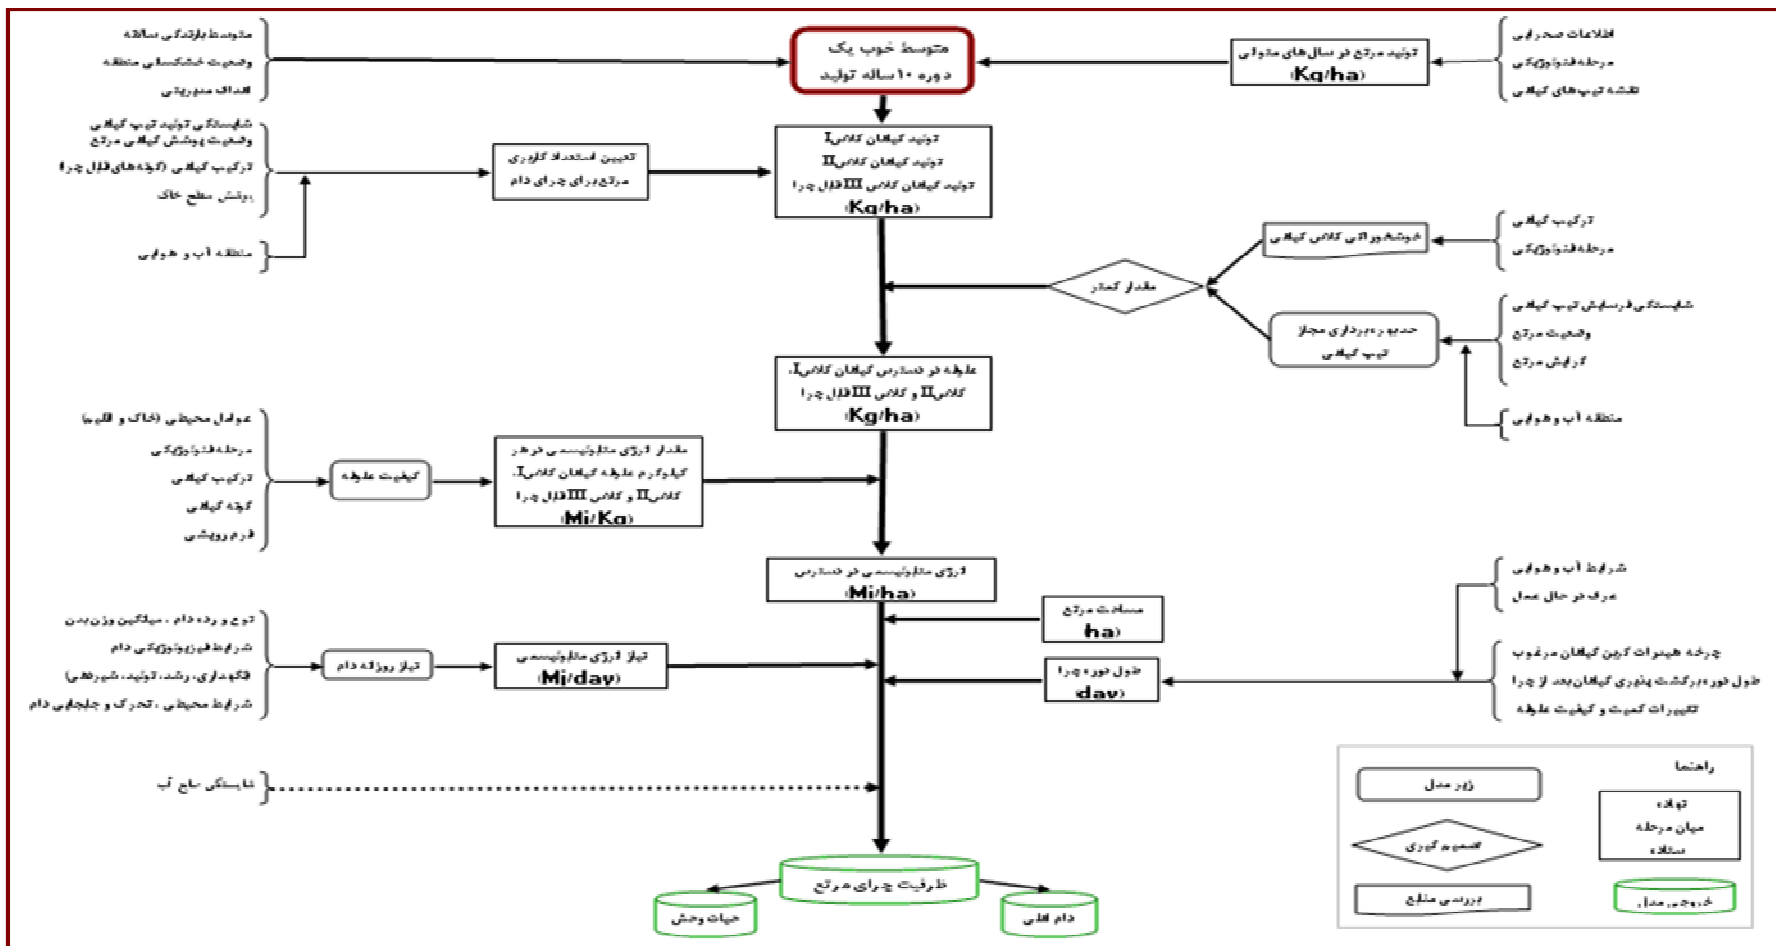 اطلاعات صحرایی
مرحله فنولوژیکی
نقشه تیپ‌های گیاهی
تولید مرتع در سال‌های متوالی
(Kg/ha)
متوسط خوب یک
دوره ۱۰ ساله تولید
متوسط بارندگی سالانه
وضعیت خشکسالی منطقه
اهداف مدیریتی
شایستگی تولید تیپ گیاهی
وضعیت پوشش گیاهی مرتع
ترکیب گیاهی (گونه‌های قابل چرا
پوشش سطح خاک
منطقه آب و هوایی
تعیین استعداد کاربری
مرتع برای چرای دام
تولید گیاهان کلاس I
تولید گیاهان کلاس II
تولید گیاهان کلاس III قابل چرا
(Kg/ha)
ترکیب گیاهی
مرحله فنولوژیکی
خوشخوراکی کلاس گیاهی
مقدار کمتر
شایستگی فرسایش تیپ گیاهی
وضعیت مرتع
گرایش مرتع
منطقه آب و هوایی
حد بهره‌برداری مجاز
تیپ گیاهی
علوفه در دسترس گیاهان کلاس I،
کلاس II و کلاس III قابل چرا
(Kg/ha)
عوامل محیطی (خاک و اقلیم)
مرحله فنولوژیکی
ترکیب گیاهی
گونه گیاهی
فرم رویشی
کیفیت علوفه
مقدار انرژی متابولیسمی در هر
کیلوگرم علوفه گیاهان کلاس I،
کلاس II و کلاس III قابل چرا
(Mj/Kg)
انرژی متابولیسمی در دسترس
(Mj/ha)
مساحت مرتع
ha)
شرایط آب و هوایی
عرف در حال عمل
چرخه هیدرات کربن گیاهان مرغوب
طول دوره برگشت پذیری گیاهان بعد از چرا
تغییرات کمیت و کیفیت علوفه
طول دوره چرا
(day)
نوع و رده دام ، میانگین وزن بدن
شرایط فیزیولوژیکی دام
(نگهداری، رشد، تولید، شیردهی)
شرایط محیطی ، تحرک و جابجایی دام
نیاز روزانه دام
نیاز انرژی متابولیسمی
(Mj/day)
شایستگی منابع آب
ظرفیت چرای مرتع
حیات وحش
دام اهلی
راهنما
زیر مدل
تصمیم گیری
بررسی منابع
نهاده
میان مرحله
ستاده
خروجی مدل